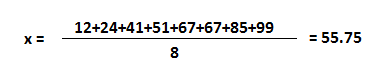 x = 12+24+41+51+67+67+85+99 = 55.75
8